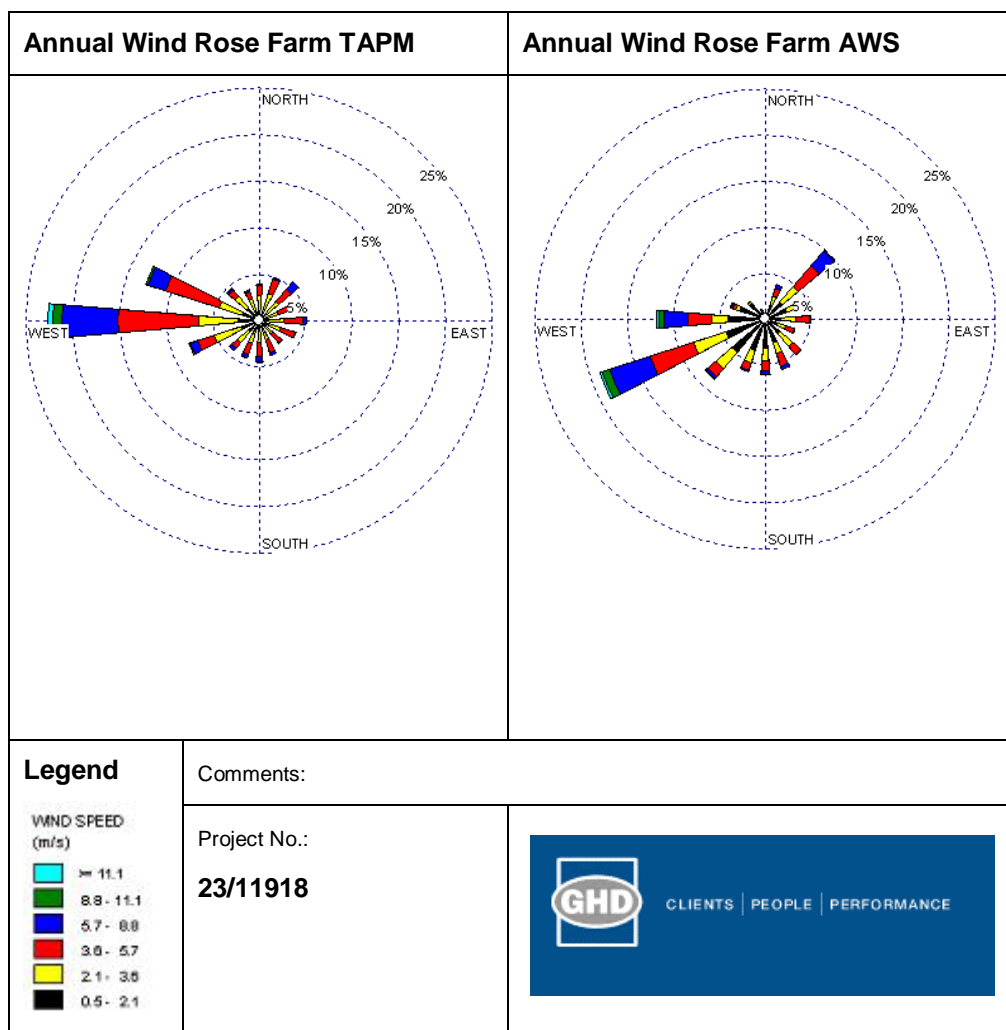 Annual Wind Rose Farm TAPM
Annual Wind Rose Farm AWS
NORTH
25%
20%
15%
10%
5%
WEST
EAST
SOUTH
NORTH
25%
20%
15%
10%
5%
WEST
EAST
SOUTH
Legend
WIND SPEED
(m/s)
>= 11.1
8.8 - 11.1
5.7 - 8.8
3.6 - 5.7
2.1 - 3.6
0.5 - 2.1
Comments:
Project No.:
23/11918
GHD
CLIENTS | PEOPLE | PERFORMANCE